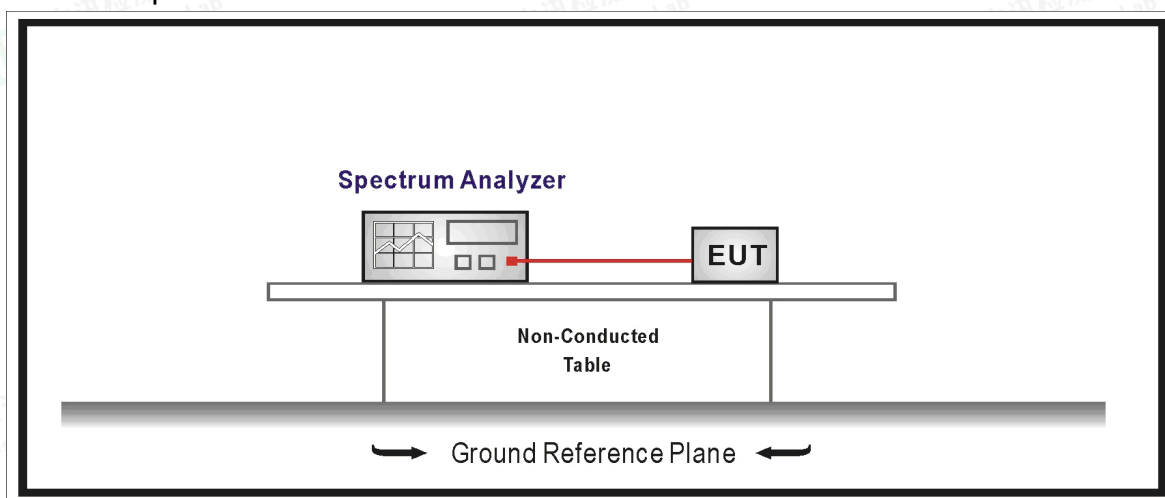 Spectrum Analyzer
EUT
Non-Conducted
Table
Ground Reference Plane